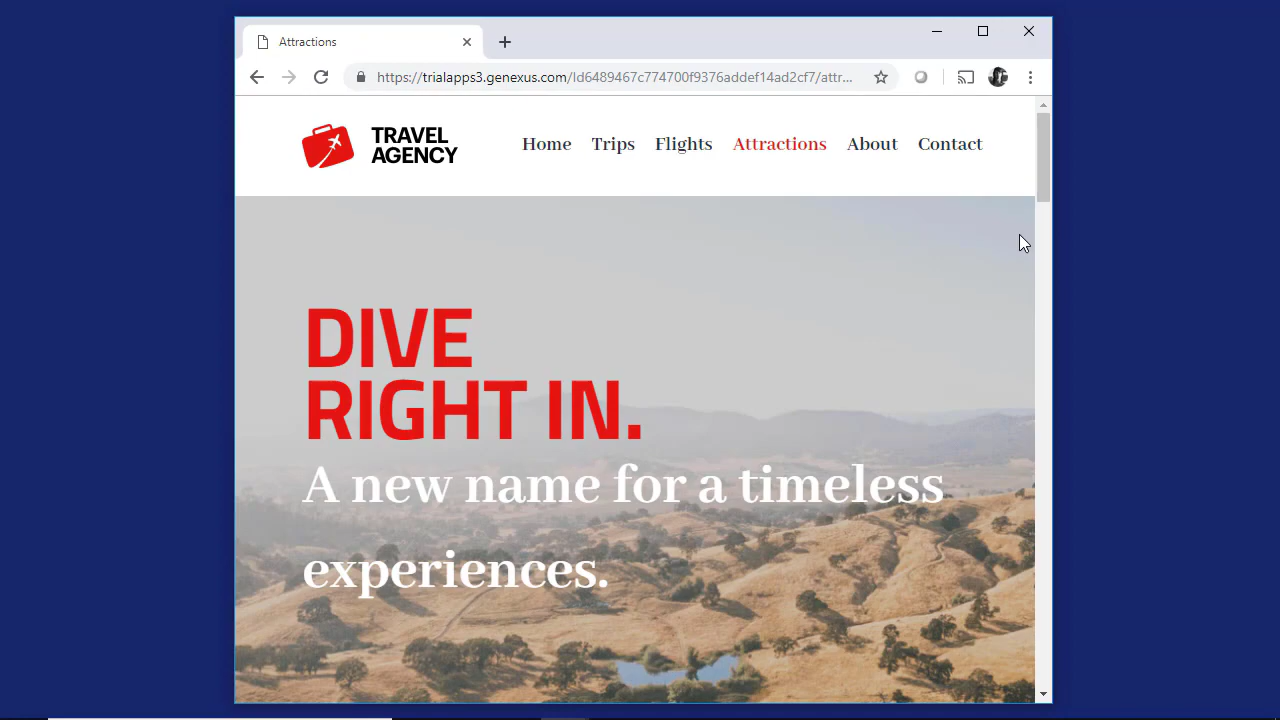 Attractions
https://trialapps3.genexus.com/Id6489467c774700f9376addef14ad2cf7/attr...
TRAVEL
AGENCY
Home Trips Flights Attractions About Contact
DIVE
RIGHT IN.
A new name for a timeless
experiences.